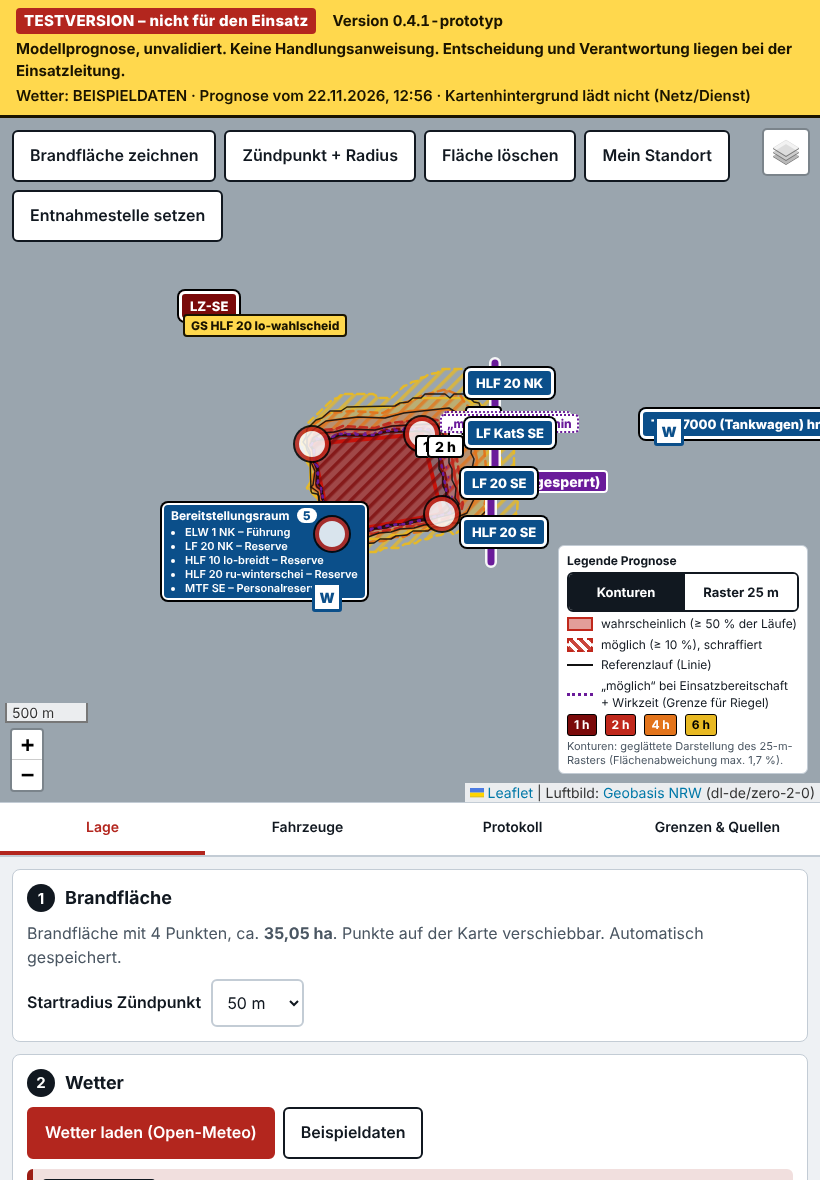 TESTVERSION – nicht für den Einsatz Version 0.4.1-prototyp
Modellprognose, unvalidiert. Keine Handlungsanweisung. Entscheidung und Verantwortung liegen bei der
Einsatzleitung.
Wetter: BEISPIELDATEN · Prognose vom 22.11.2026, 12:56 · Kartenhintergrund lädt nicht (Netz/Dienst)
Brandfläche zeichnen
Zündpunkt + Radius
Fläche löschen
Mein Standort
Entnahmestelle setzen
LZ-SE
GS HLF 20 lo-wahlscheid
HLF 20 NK
LF KatS SE
2 h
7000 (Tankwagen)
W
LF 20 SE
gesperrt)
HLF 20 SE
Bereitstellungsraum 5
ELW 1 NK – Führung
LF 20 NK – Reserve
HLF 10 lo-breidt – Reserve
HLF 20 ru-winterschei – Reserve
MTF SE –
W
Legende Prognose
Konturen
Raster 25 m
wahrscheinlich (≥ 50 % der Läufe)
möglich (≥ 10 %), schraffiert
Referenzlauf (Linie)
„möglich“ bei Einsatzbereitschaft
+ Wirkzeit (Grenze für Riegel)
1 h 2 h 4 h 6 h
Konturen: geglättete Darstellung des 25-m-
Rasters (Flächenabweichung max. 1,7 %).
500 m
+
−
Leaflet | Luftbild: Geobasis NRW (dl-de/zero-2-0)
Lage
Fahrzeuge
Protokoll
Grenzen & Quellen
1 Brandfläche
Brandfläche mit 4 Punkten, ca. 35,05 ha. Punkte auf der Karte verschiebbar. Automatisch
gespeichert.
Startradius Zündpunkt 50 m
2 Wetter
Wetter laden (Open-Meteo)
Beispieldaten